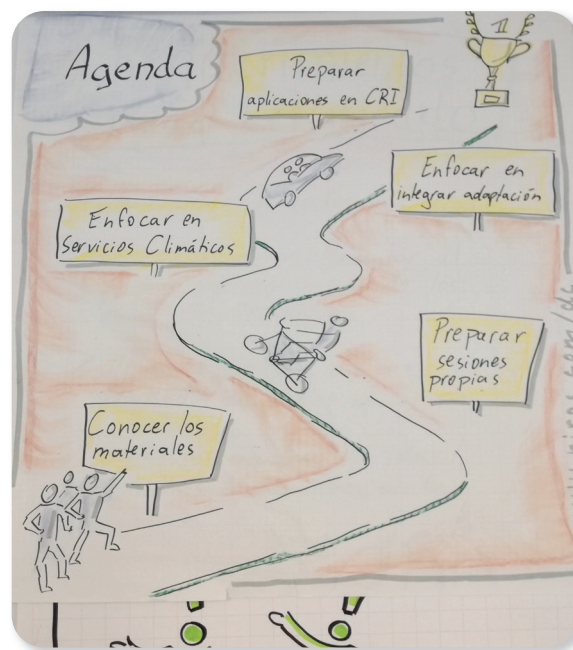 Agenda
1
Preparar
aplicaciones en CRI
Enfocar en
integrar adaptación
Enfocar en
Servicios Climáticos
Preparar
sesiones
propias
Conocer los
materiales